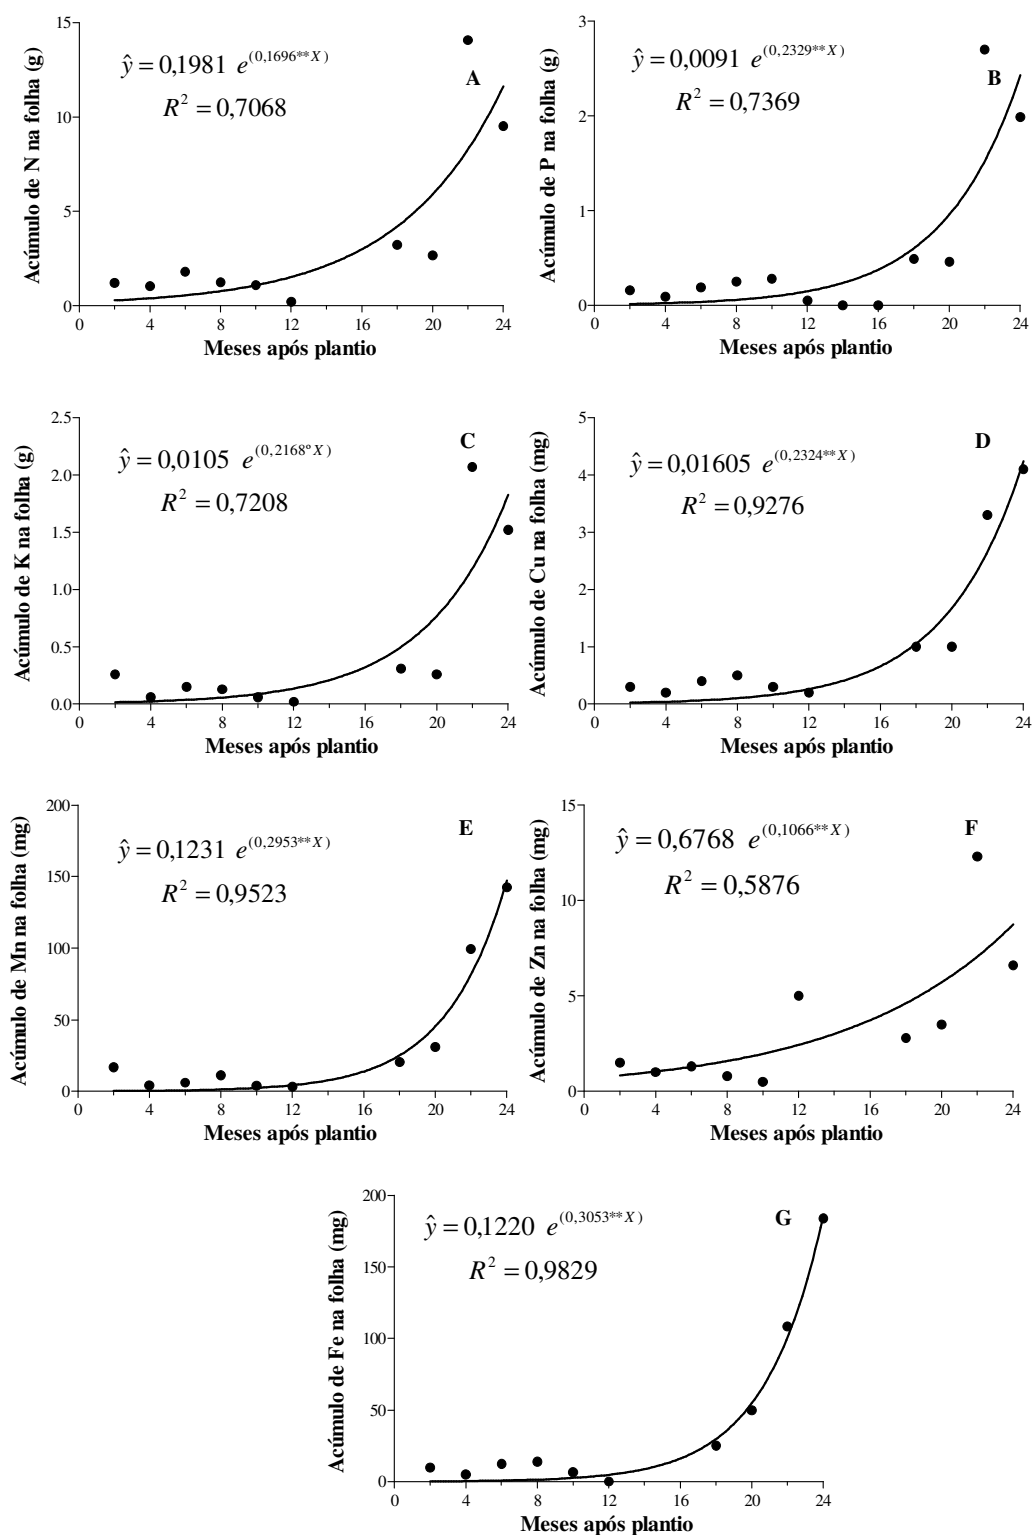 ŷ = 0,1981 e^(0,1696**X)
R² = 0,7068
A
Acúmulo de N na folha (g)
15
10
5
0
0 4 8 12 16 20 24
Meses após plantio
ŷ = 0,0091 e^(0,2329**X)
R² = 0,7369
B
Acúmulo de P na folha (g)
3
2
1
0
0 4 8 12 16 20 24
Meses após plantio
ŷ = 0,0105 e^(0,2168°X)
R² = 0,7208
C
Acúmulo de K na folha (g)
2.5
2.0
1.5
1.0
0.5
0.0
0 4 8 12 16 20 24
Meses após plantio
ŷ = 0,01605 e^(0,2324**X)
R² = 0,9276
D
Acúmulo de Cu na folha (mg)
5
4
3
2
1
0
0 4 8 12 16 20 24
Meses após plantio
ŷ = 0,1231 e^(0,2953**X)
R² = 0,9523
E
Acúmulo de Mn na folha (mg)
200
150
100
50
0
0 4 8 12 16 20 24
Meses após plantio
ŷ = 0,6768 e^(0,1066**X)
R² = 0,5876
F
Acúmulo de Zn na folha (mg)
15
10
5
0
0 4 8 12 16 20 24
Meses após plantio
ŷ = 0,1220 e^(0,3053**X)
R² = 0,9829
G
Acúmulo de Fe na folha (mg)
200
150
100
50
0
0 4 8 12 16 20 24
Meses após plantio